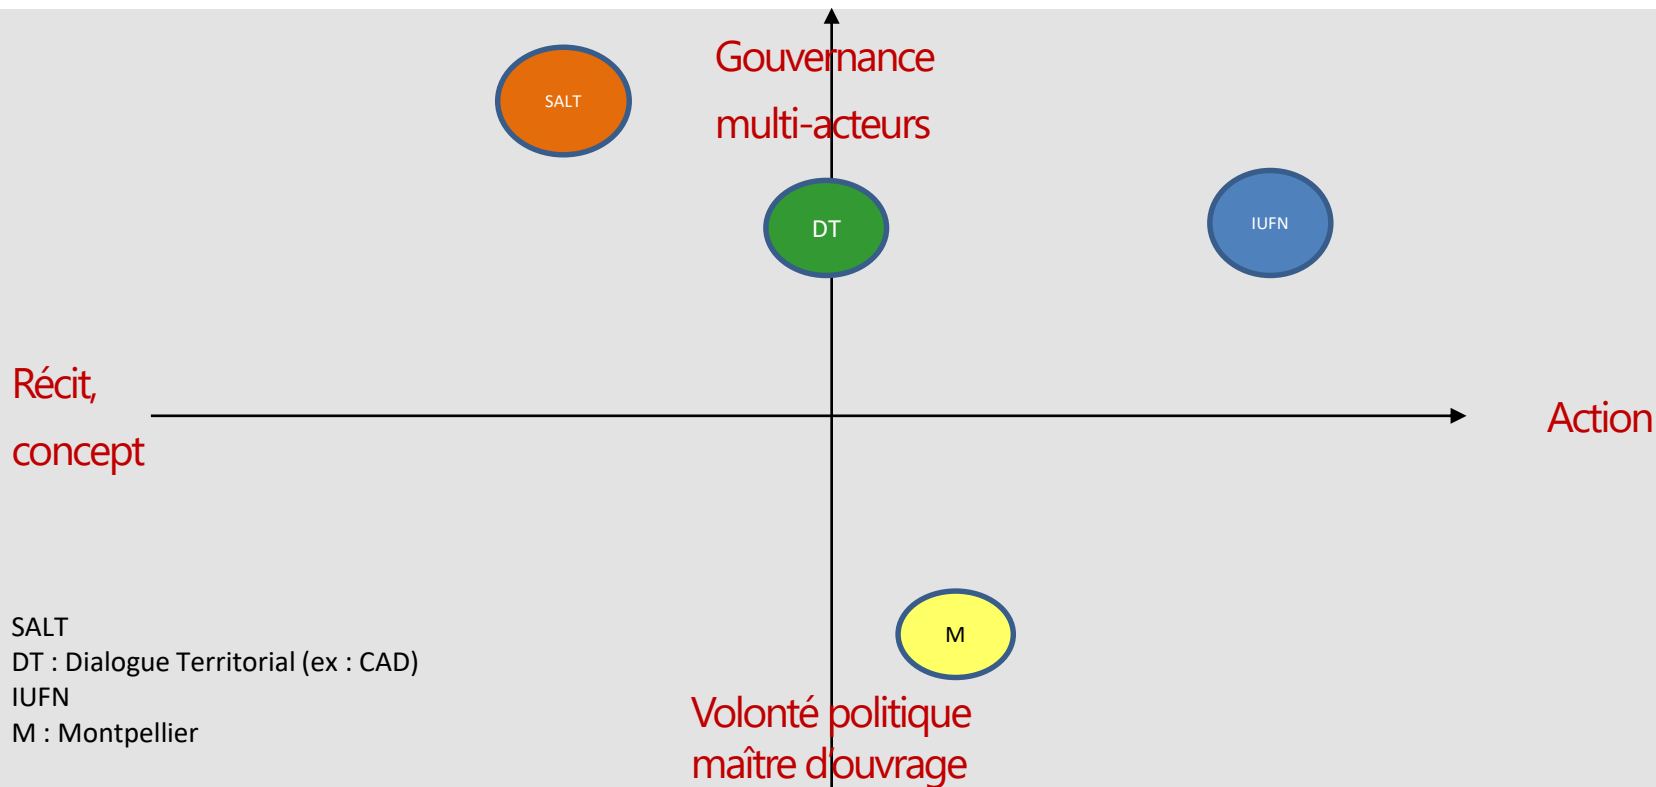 Gouvernance
multi-acteurs
SALT
DT
IUFN
Récit,
concept
Action
M
SALT
DT : Dialogue Territorial (ex : CAD)
IUFN
M : Montpellier
Volonté politique
maître d'ouvrage